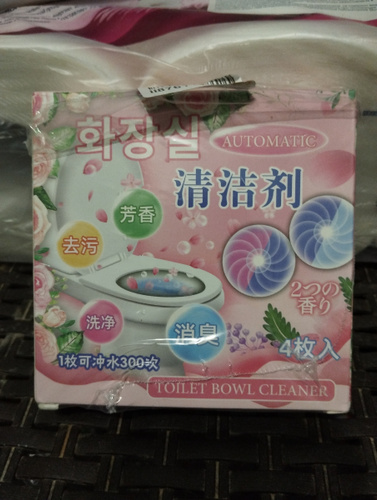 화장실
AUTOMATIC
清洁剂
芳香
去污
2つの
香り
洗净
消臭
4枚入
1枚可冲水300次
TOILET BOWL CLEANER